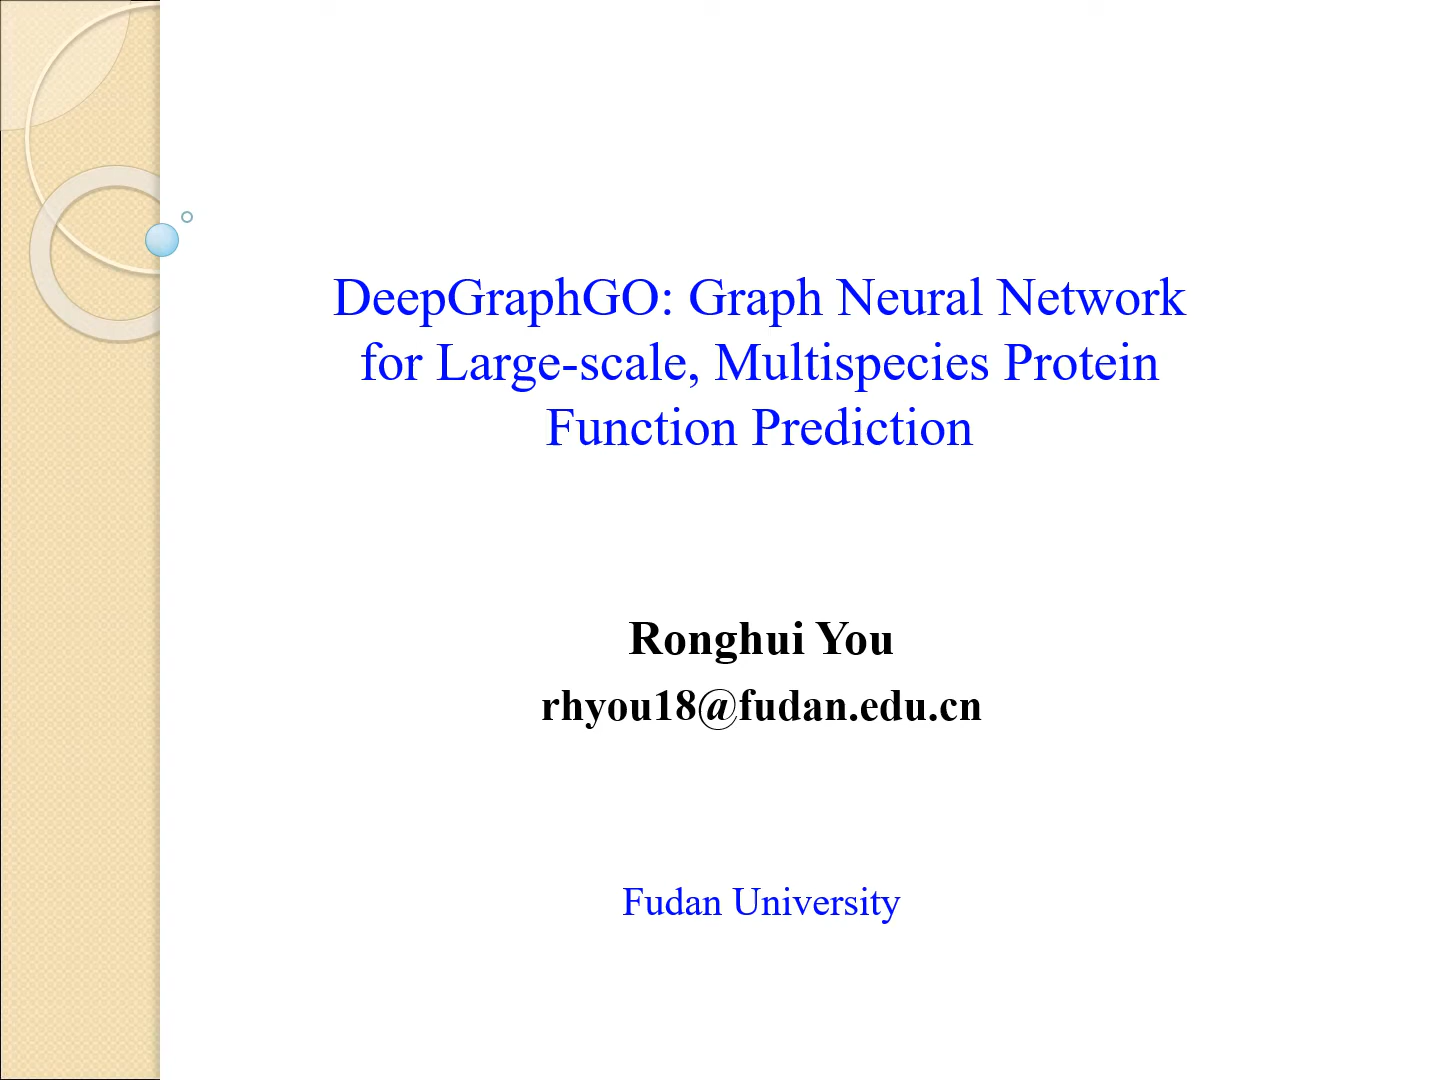 DeepGraphGO: Graph Neural Network
for Large-scale, Multispecies Protein
Function Prediction
Ronghui You
rhyou18@fudan.edu.cn
Fudan University